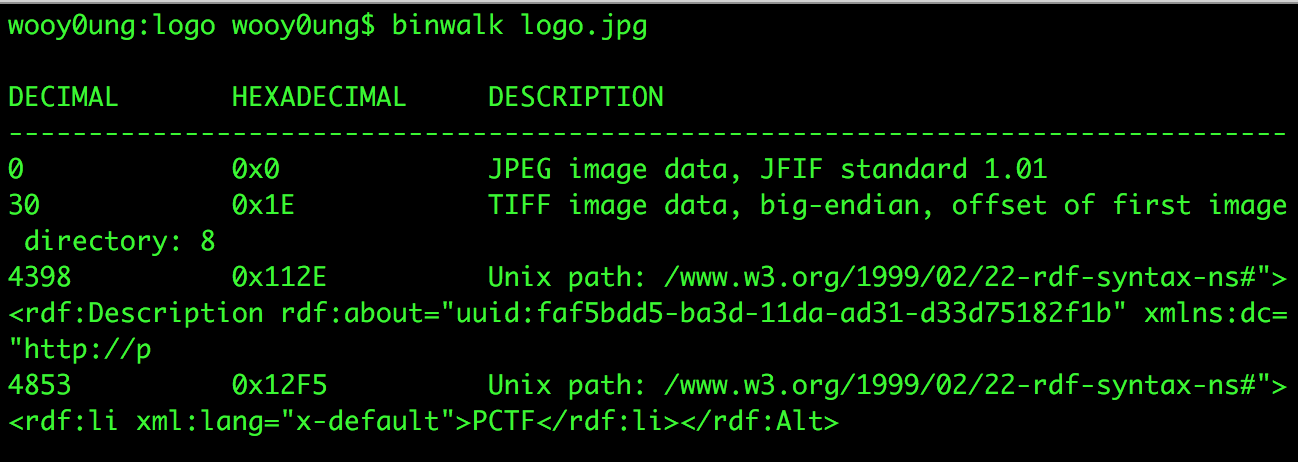 wooy0ung:logo wooy0ung$ binwalk logo.jpg
DECIMAL       HEXADECIMAL     DESCRIPTION
--------------------------------------------------------------------------------
0             0x0             JPEG image data, JFIF standard 1.01
30            0x1E            TIFF image data, big-endian, offset of first image
 directory: 8
4398          0x112E          Unix path: /www.w3.org/1999/02/22-rdf-syntax-ns#">
<rdf:Description rdf:about="uuid:faf5bdd5-ba3d-11da-ad31-d33d75182f1b" xmlns:dc=
"http://p
4853          0x12F5          Unix path: /www.w3.org/1999/02/22-rdf-syntax-ns#">
<rdf:li xml:lang="x-default">PCTF</rdf:li></rdf:Alt>